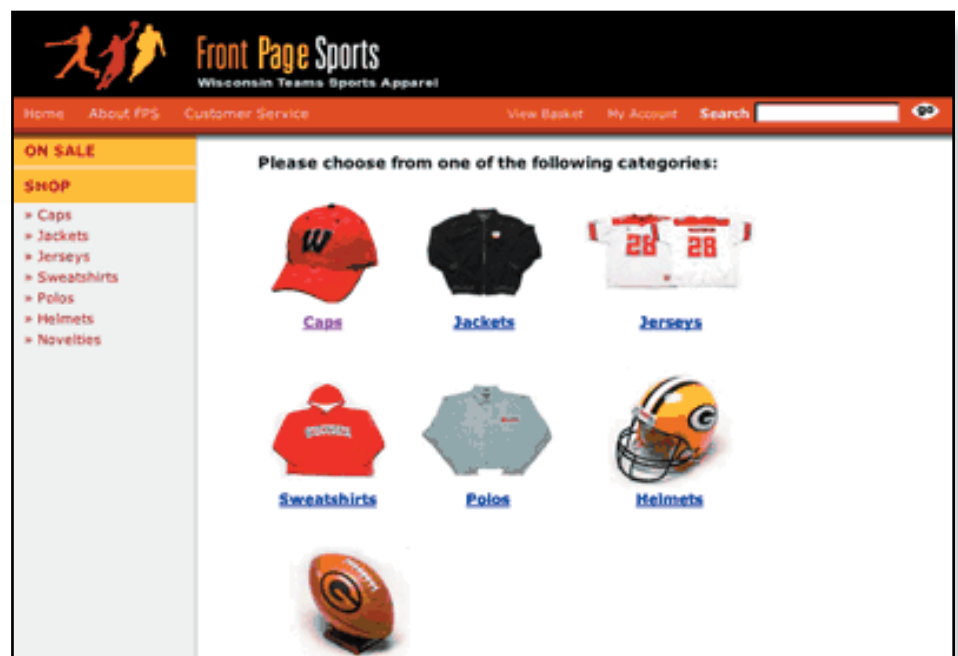 Front Page Sports
Wisconsin Teams Sports Apparel
Home About FPS Customer Service View Basket My Account Search go
ON SALE
SHOP
» Caps
» Jackets
» Jerseys
» Sweatshirts
» Polos
» Helmets
» Novelties
Please choose from one of the following categories:
W
28 28
G
G
Caps Jackets Jerseys
Sweatshirts Polos Helmets